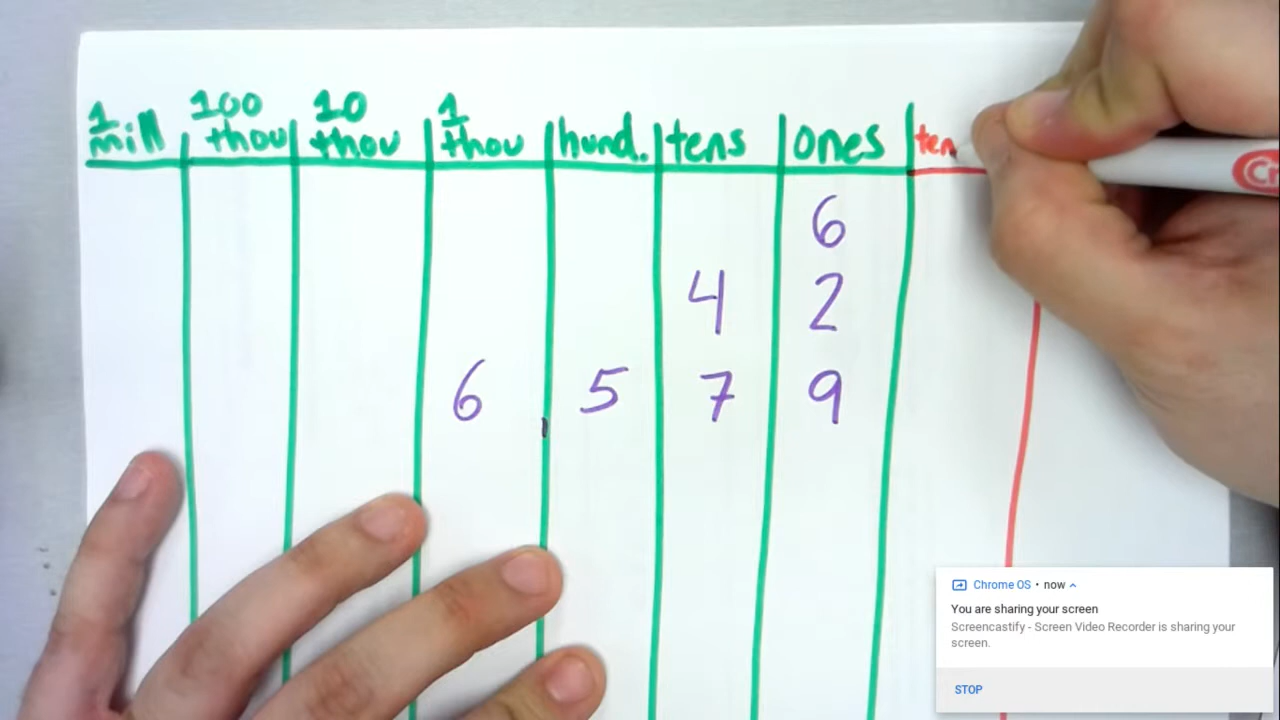 1 mill 100 thou 10 thou 1 thou hund. tens ones ten
6
4 2
6 , 5 7 9
Cr
Chrome OS • now
You are sharing your screen
Screencastify - Screen Video Recorder is sharing your
screen.
STOP